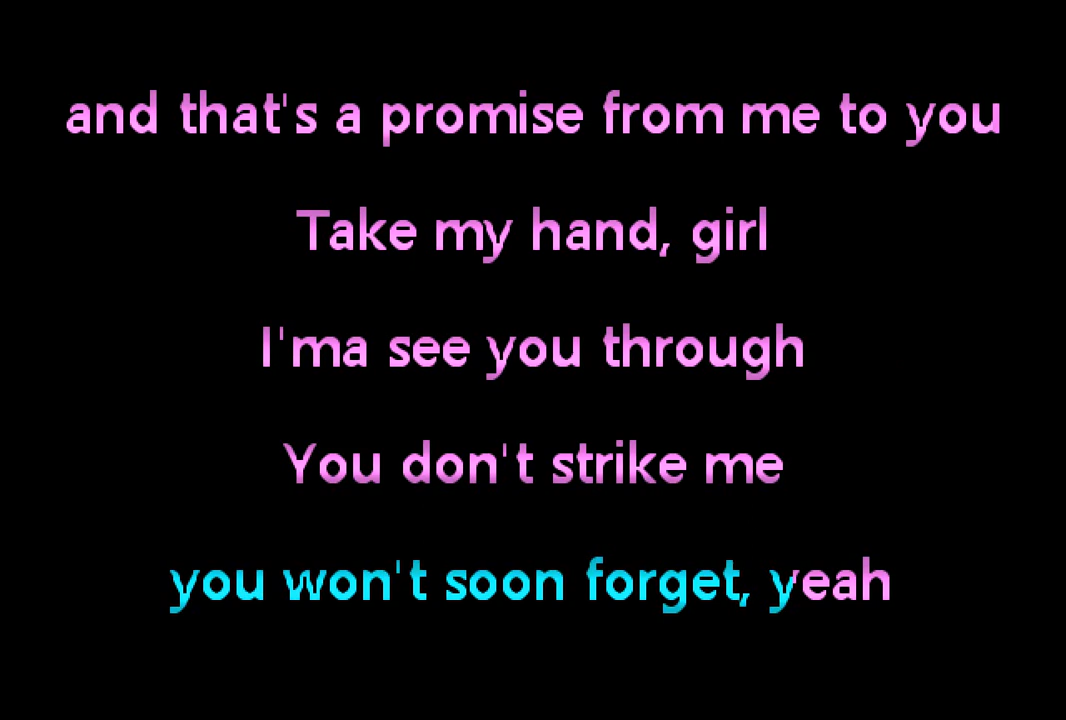 and that's a promise from me to you
Take my hand, girl
I'ma see you through
You don't strike me
you won't soon forget, yeah